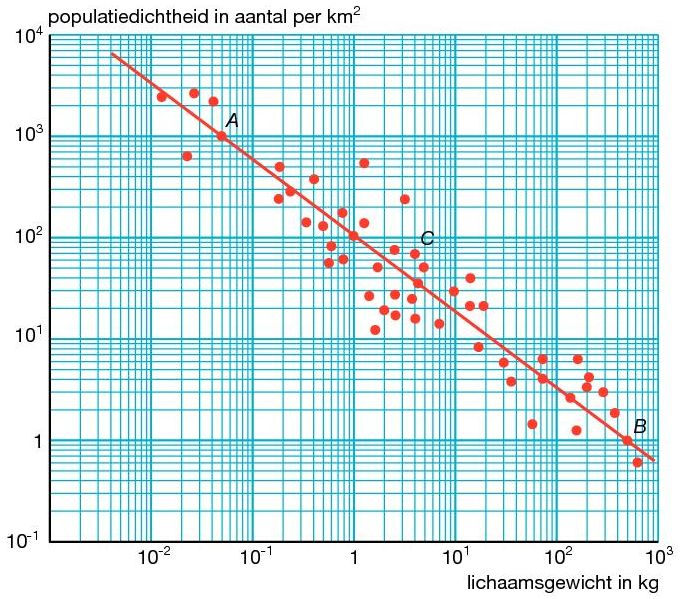 populatiedichtheid in aantal per km²
10⁴
A
10³
10²
C
10¹
B
1
10⁻¹
10⁻² 10⁻¹ 1 10¹ 10² 10³
lichaamsgewicht in kg